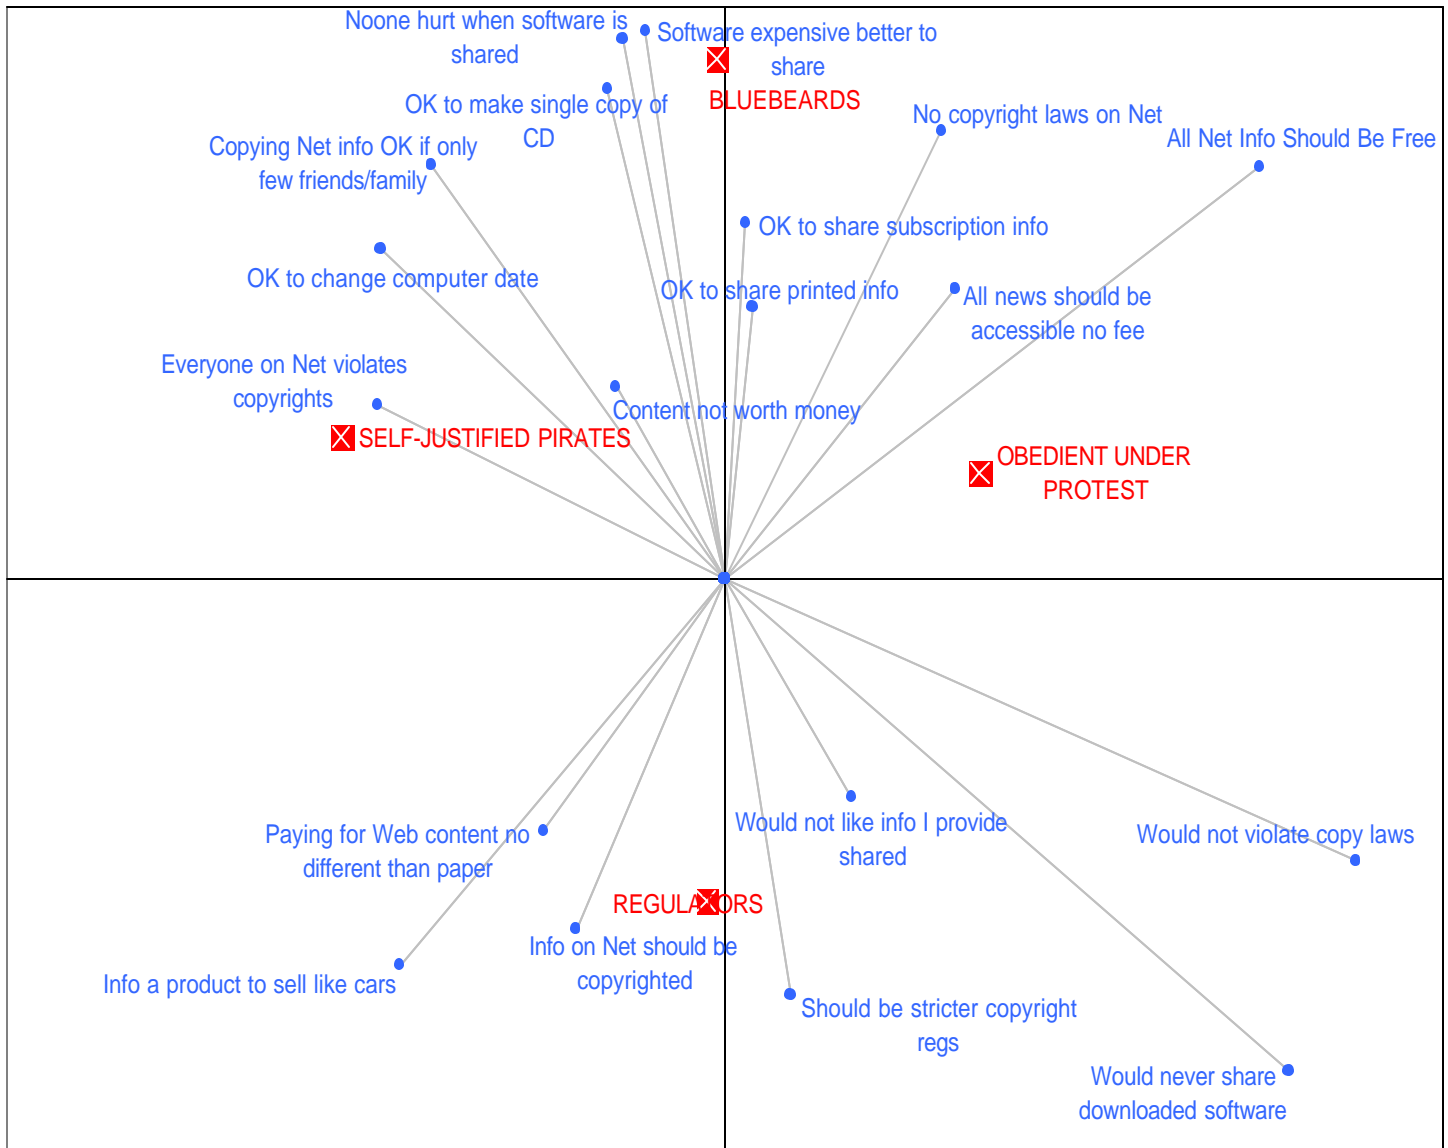 Noone hurt when software is
shared
Software expensive better to
share
BLUEBEARDS
OK to make single copy of
CD
No copyright laws on Net
All Net Info Should Be Free
Copying Net info OK if only
few friends/family
OK to share subscription info
OK to change computer date
OK to share printed info
All news should be
accessible no fee
Everyone on Net violates
copyrights
Content not worth money
SELF-JUSTIFIED PIRATES
OBEDIENT UNDER
PROTEST
Paying for Web content no
different than paper
Would not like info I provide
shared
Would not violate copy laws
REGULATORS
Info on Net should be
copyrighted
Info a product to sell like cars
Should be stricter copyright
regs
Would never share
downloaded software